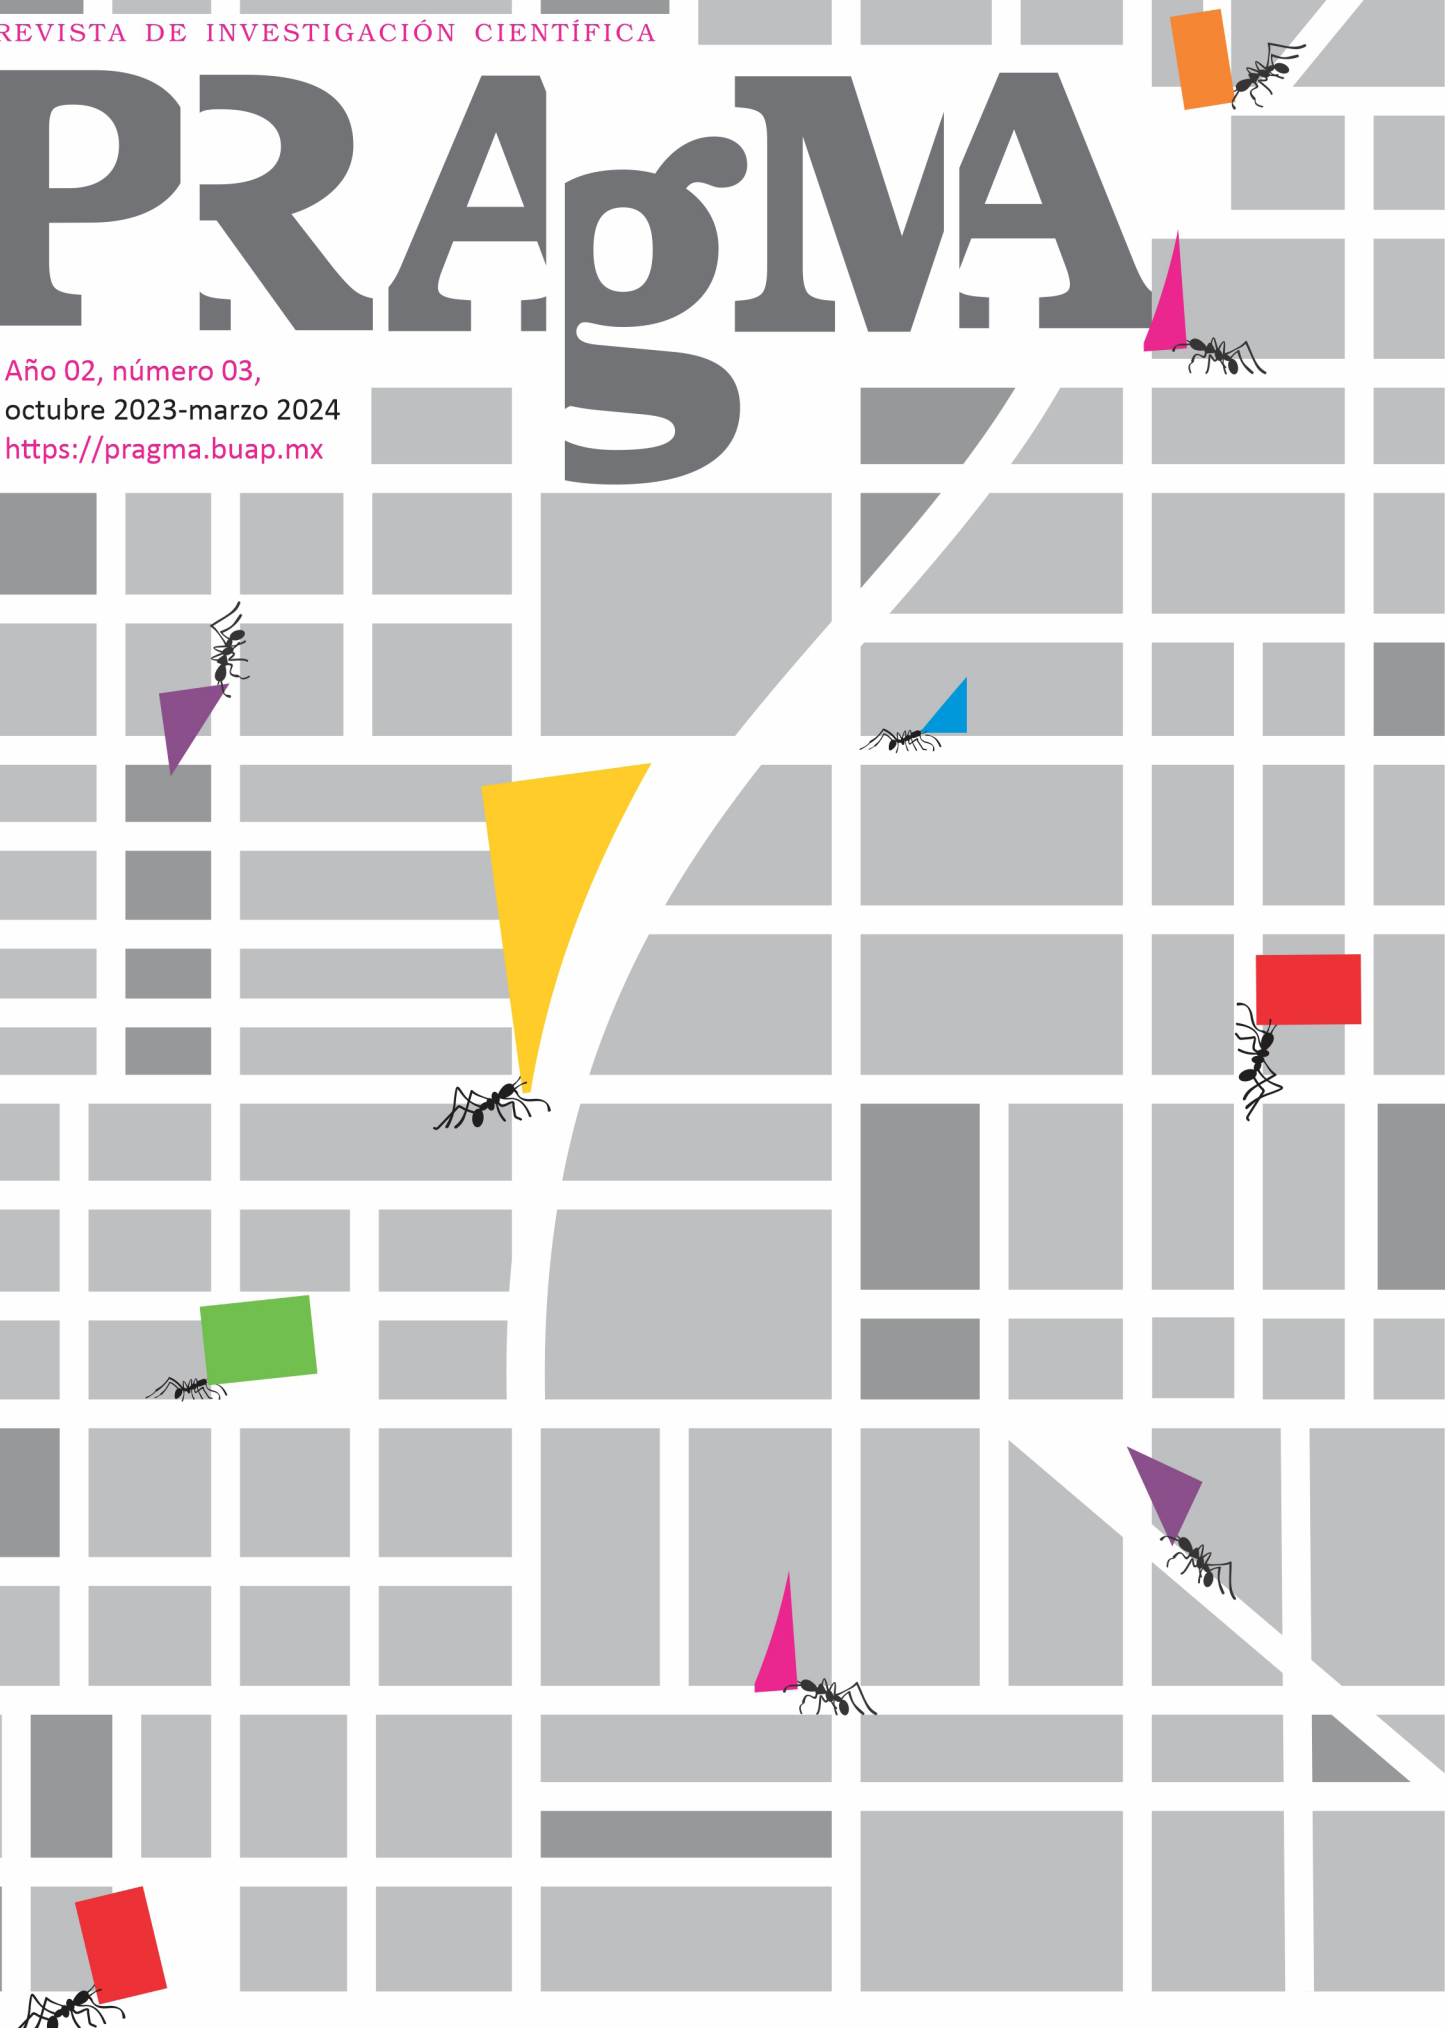 REVISTA DE INVESTIGACIÓN CIENTÍFICA
PRAgMA
Año 02, número 03,
octubre 2023-marzo 2024
https://pragma.buap.mx